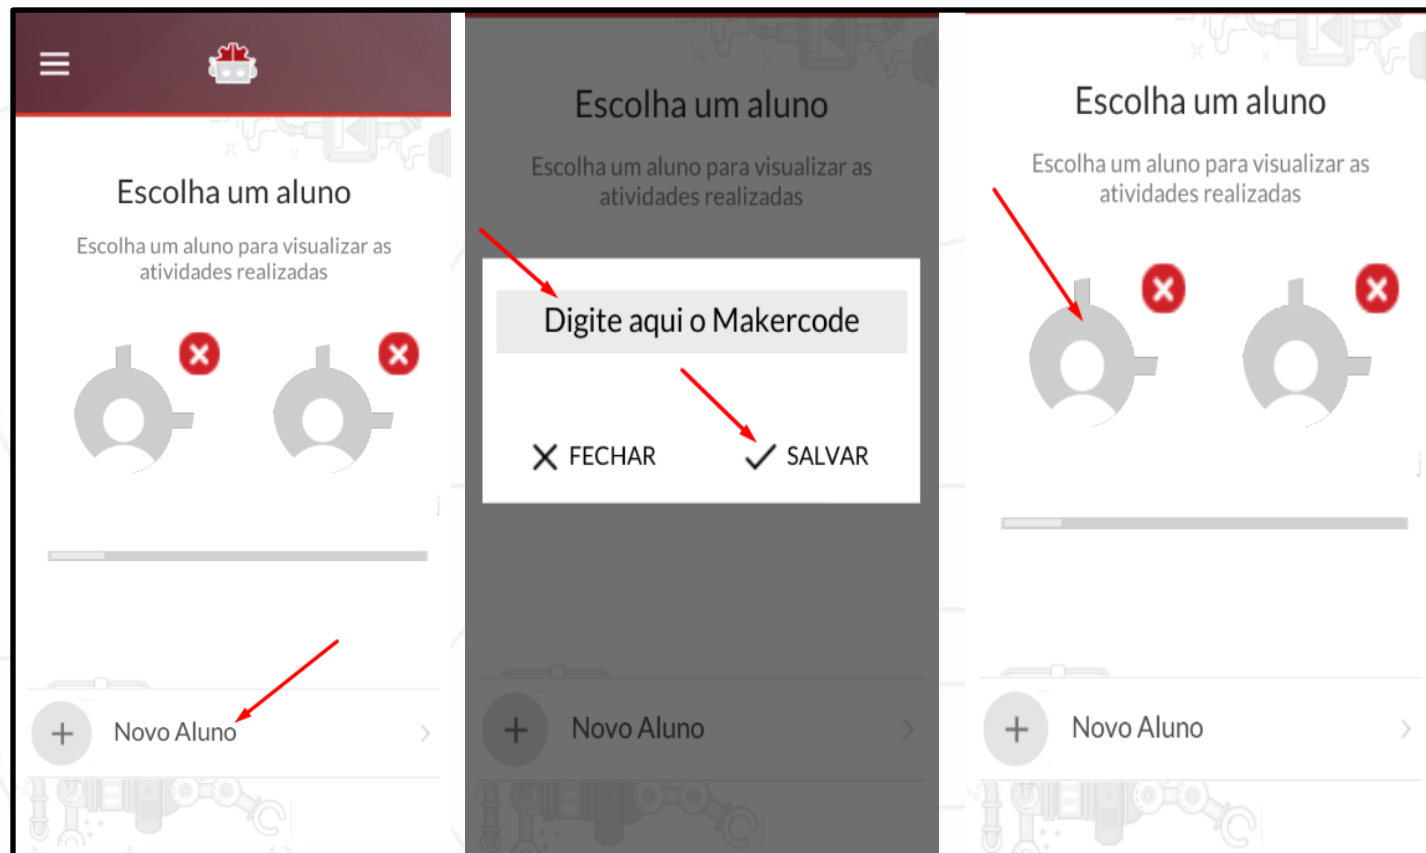 Escolha um aluno
Escolha um aluno para visualizar as
atividades realizadas
Novo Aluno
Escolha um aluno
Escolha um aluno para visualizar as
atividades realizadas
Digite aqui o Makercode
FECHAR
SALVAR
Novo Aluno
Escolha um aluno
Escolha um aluno para visualizar as
atividades realizadas
Novo Aluno